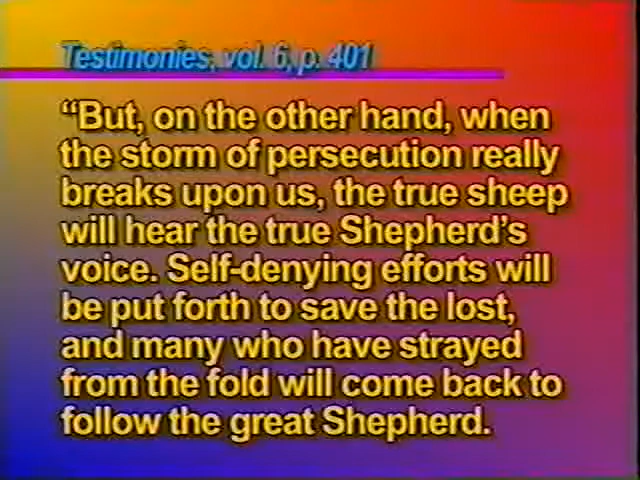 Testimonies, vol. 6, p. 401
“But, on the other hand, when
the storm of persecution really
breaks upon us, the true sheep
will hear the true Shepherd’s
voice. Self-denying efforts will
be put forth to save the lost,
and many who have strayed
from the fold will come back to
follow the great Shepherd.